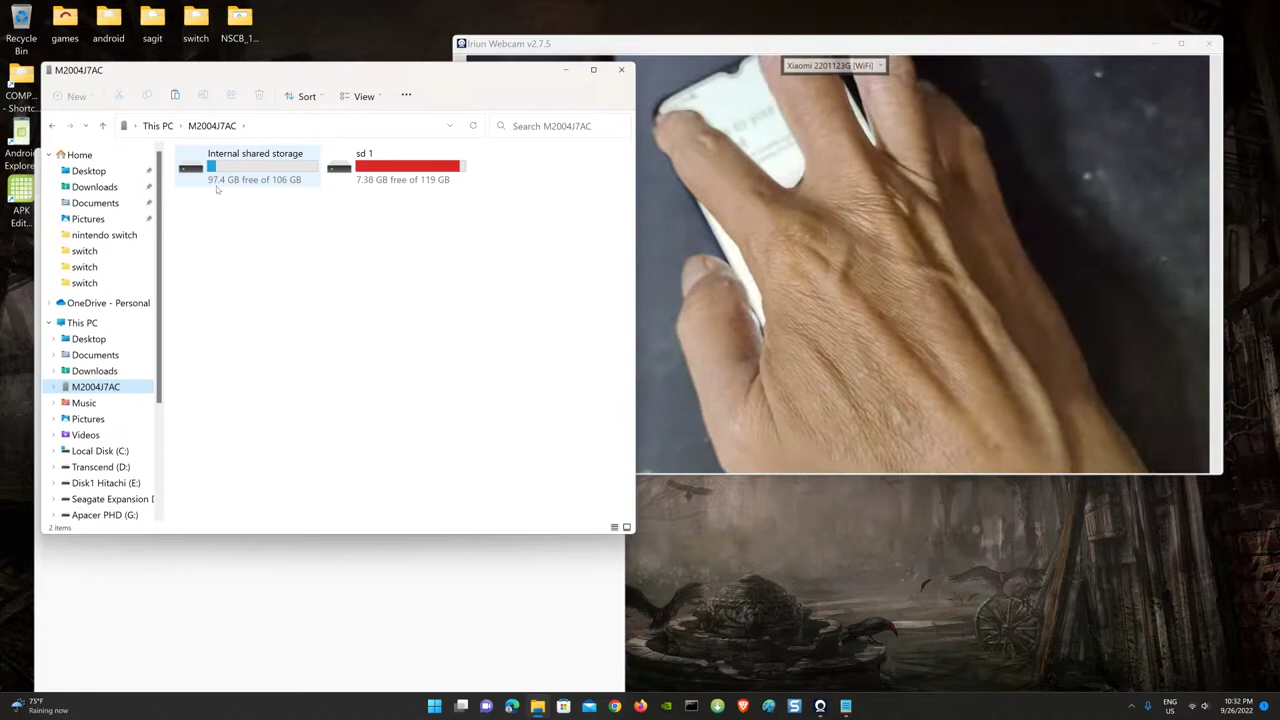 Recycle
Bin
games
android
sagit
switch
NSCB_1...
COMP...
- Shortc...
Android
Explore
APK
Edit...
Iriun Webcam v2.7.5
Xiaomi 2201123G [WiFi]
M2004J7AC
New
Sort
View
This PC
M2004J7AC
Search M2004J7AC
Home
Desktop
Downloads
Documents
Pictures
nintendo switch
switch
switch
switch
OneDrive - Personal
This PC
Desktop
Documents
Downloads
M2004J7AC
Music
Pictures
Videos
Local Disk (C:)
Transcend (D:)
Disk1 Hitachi (E:)
Seagate Expansion D
Apacer PHD (G:)
Internal shared storage
97.4 GB free of 106 GB
sd 1
7.38 GB free of 119 GB
2 items
75°F
Raining now
ENG
US
10:32 PM
9/26/2022